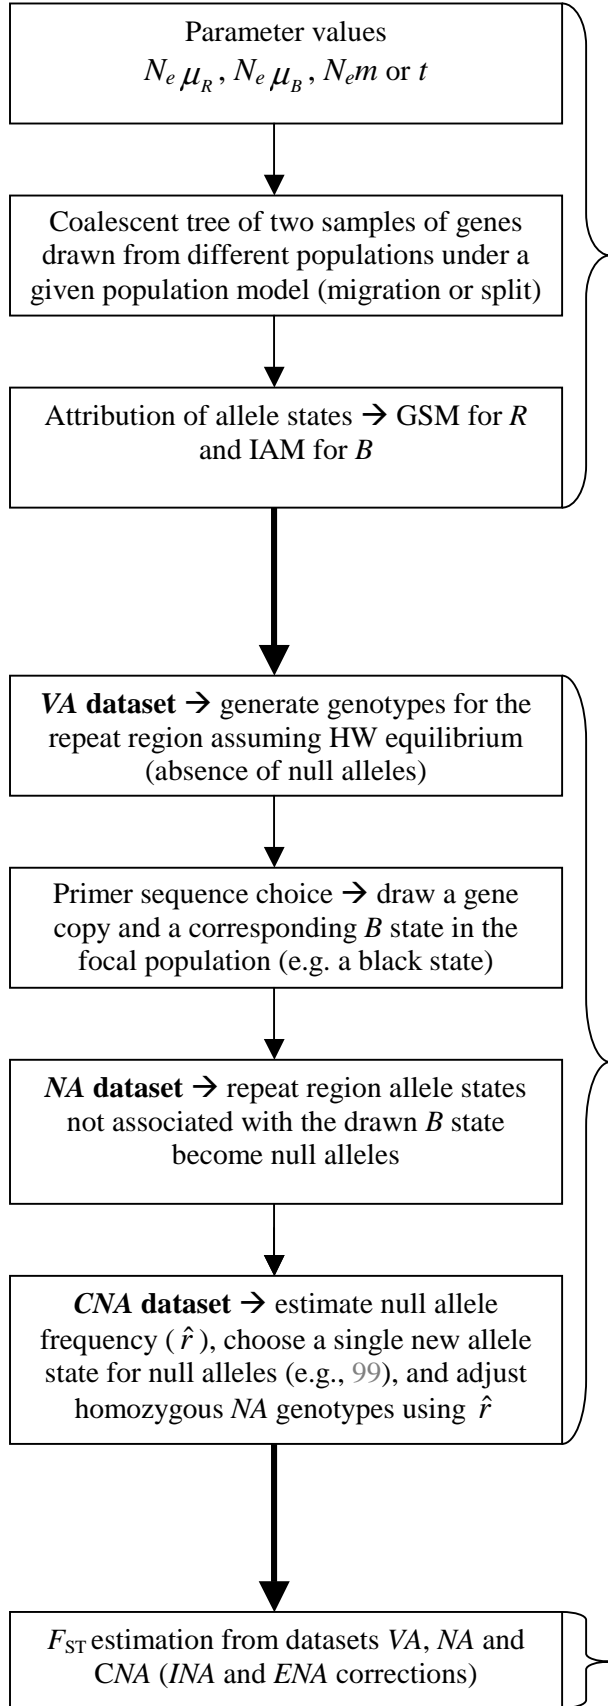 Parameter values
N_e μ_R , N_e μ_B , N_e m or t
Coalescent tree of two samples of genes
drawn from different populations under a
given population model (migration or split)
Attribution of allele states → GSM for R
and IAM for B
VA dataset → generate genotypes for the
repeat region assuming HW equilibrium
(absence of null alleles)
Primer sequence choice → draw a gene
copy and a corresponding B state in the
focal population (e.g. a black state)
NA dataset → repeat region allele states
not associated with the drawn B state
become null alleles
CNA dataset → estimate null allele
frequency ( r̂ ), choose a single new allele
state for null alleles (e.g., 99), and adjust
homozygous NA genotypes using r̂
F_ST estimation from datasets VA, NA and
CNA (INA and ENA corrections)